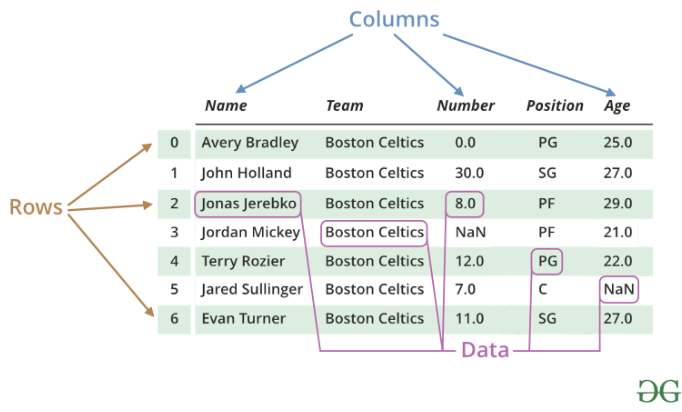 Columns
Name Team Number Position Age
0 Avery Bradley Boston Celtics 0.0 PG 25.0
1 John Holland Boston Celtics 30.0 SG 27.0
Rows
2 Jonas Jerebko Boston Celtics 8.0 PF 29.0
3 Jordan Mickey Boston Celtics NaN PF 21.0
4 Terry Rozier Boston Celtics 12.0 PG 22.0
5 Jared Sullinger Boston Celtics 7.0 C NaN
6 Evan Turner Boston Celtics 11.0 SG 27.0
Data